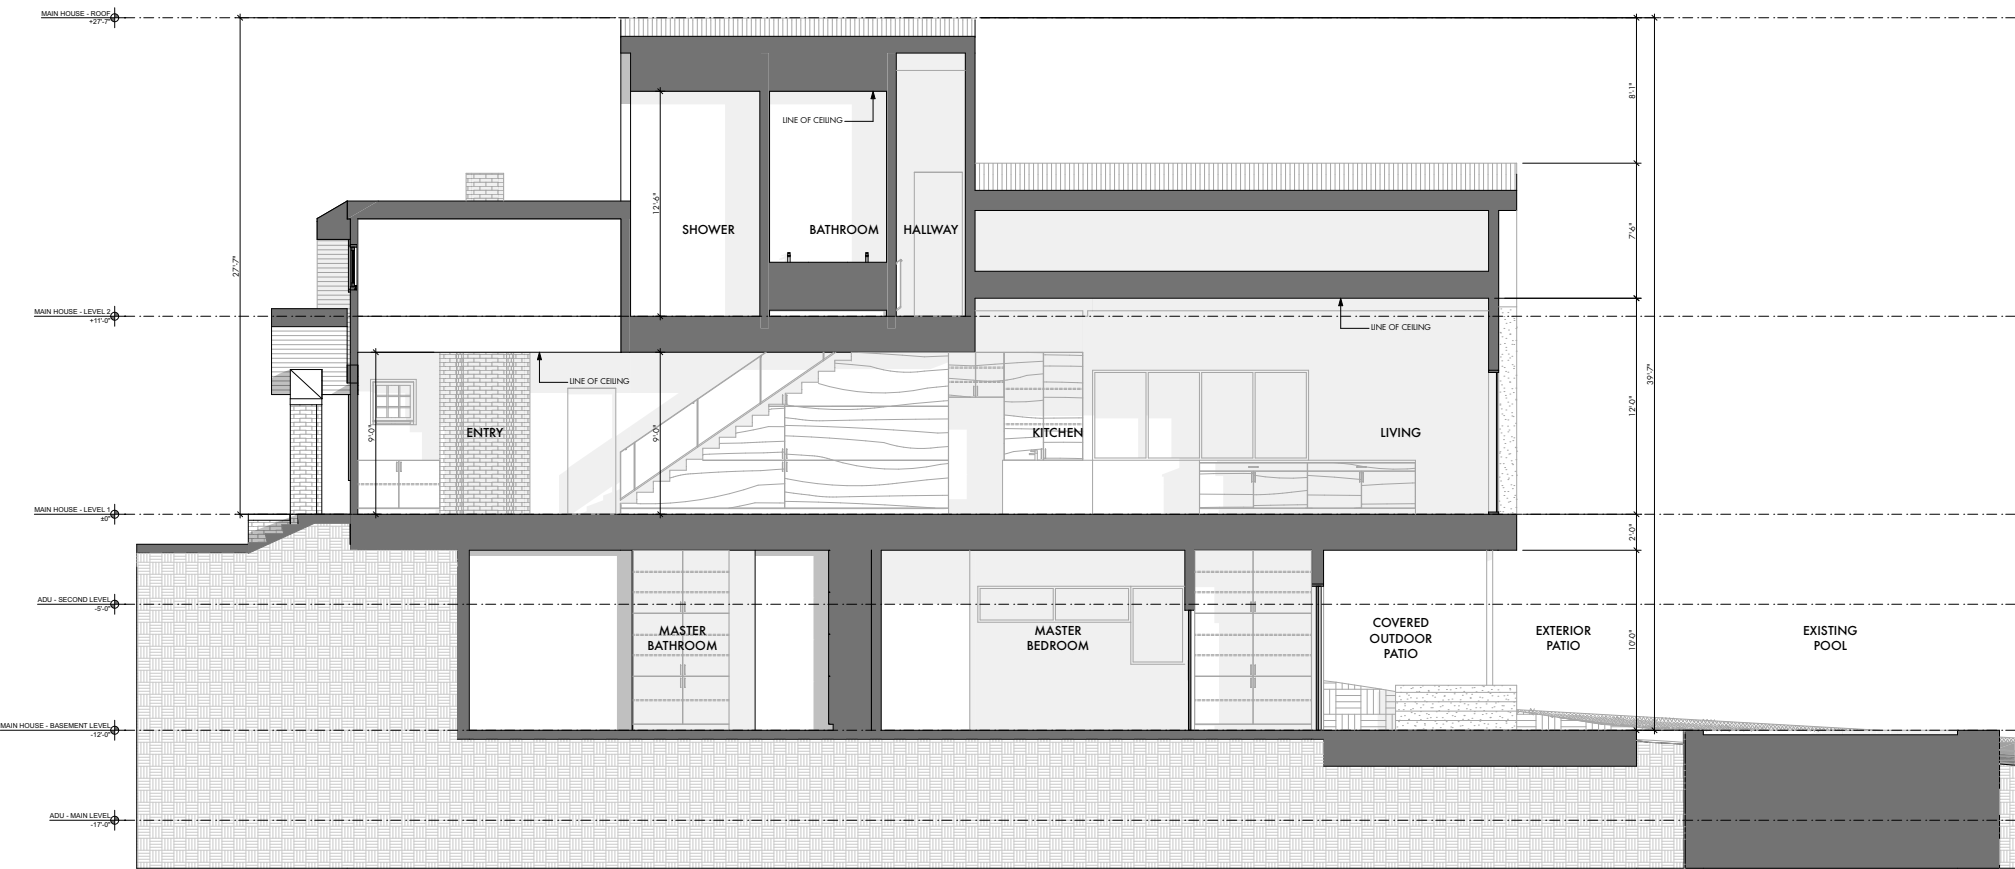 MAIN HOUSE - ROOF
+27'-7"
8'-1"
LINE OF CEILING
12'-6"
SHOWER
BATHROOM
HALLWAY
7'-6"
27'-7"
MAIN HOUSE - LEVEL 2
+11'-0"
LINE OF CEILING
LINE OF CEILING
39'-7"
12'-0"
9'-0"
ENTRY
9'-0"
KITCHEN
LIVING
MAIN HOUSE - LEVEL 1
±0"
2'-0"
ADU - SECOND LEVEL
-5'-0"
MASTER
BATHROOM
MASTER
BEDROOM
COVERED
OUTDOOR
PATIO
EXTERIOR
PATIO
10'-0"
EXISTING
POOL
MAIN HOUSE - BASEMENT LEVEL
-12'-0"
ADU - MAIN LEVEL
-17'-0"